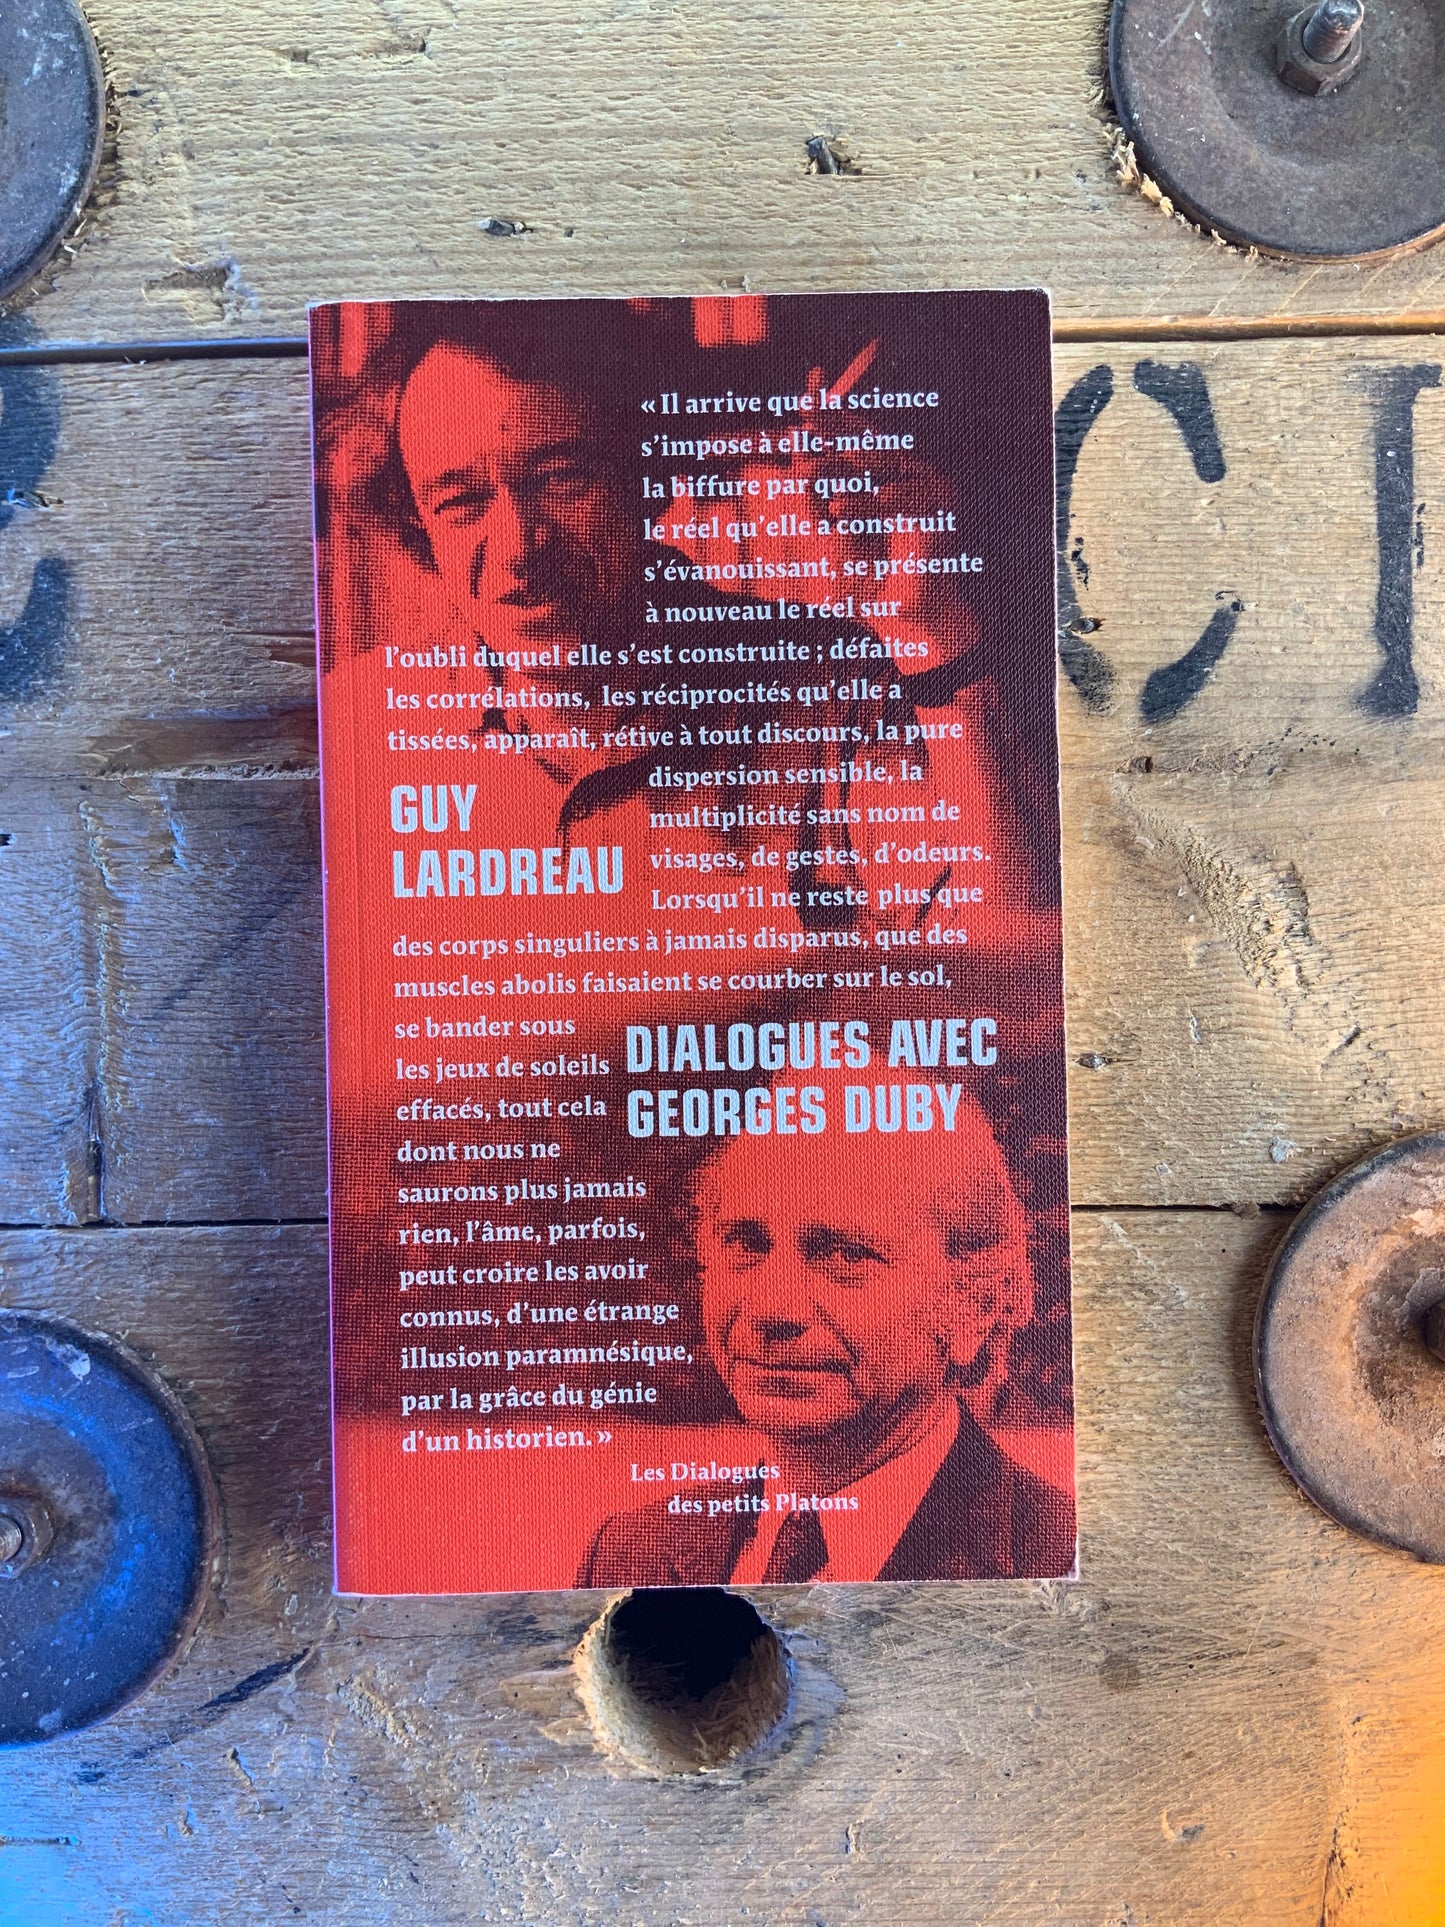 « Il arrive que la science
s’impose à elle-même
la biffure par quoi,
le réel qu’elle a construit
s’évanouissant, se présente
à nouveau le réel sur
l’oubli duquel elle s’est construite ; défaites
les corrélations, les réciprocités qu’elle a
tissées, apparaît, rétive à tout discours, la pure
dispersion sensible, la
multiplicité sans nom de
visages, de gestes, d’odeurs.
Lorsqu’il ne reste plus que
des corps singuliers à jamais disparus, que des
muscles abolis faisaient se courber sur le sol,
se bander sous
les jeux de soleils
effacés, tout cela
dont nous ne
saurons plus jamais
rien, l’âme, parfois,
peut croire les avoir
connus, d’une étrange
illusion paramnésique,
par la grâce du génie
d’un historien. »
GUY
LARDREAU
DIALOGUES AVEC
GEORGES DUBY
Les Dialogues
des petits Platons
CI